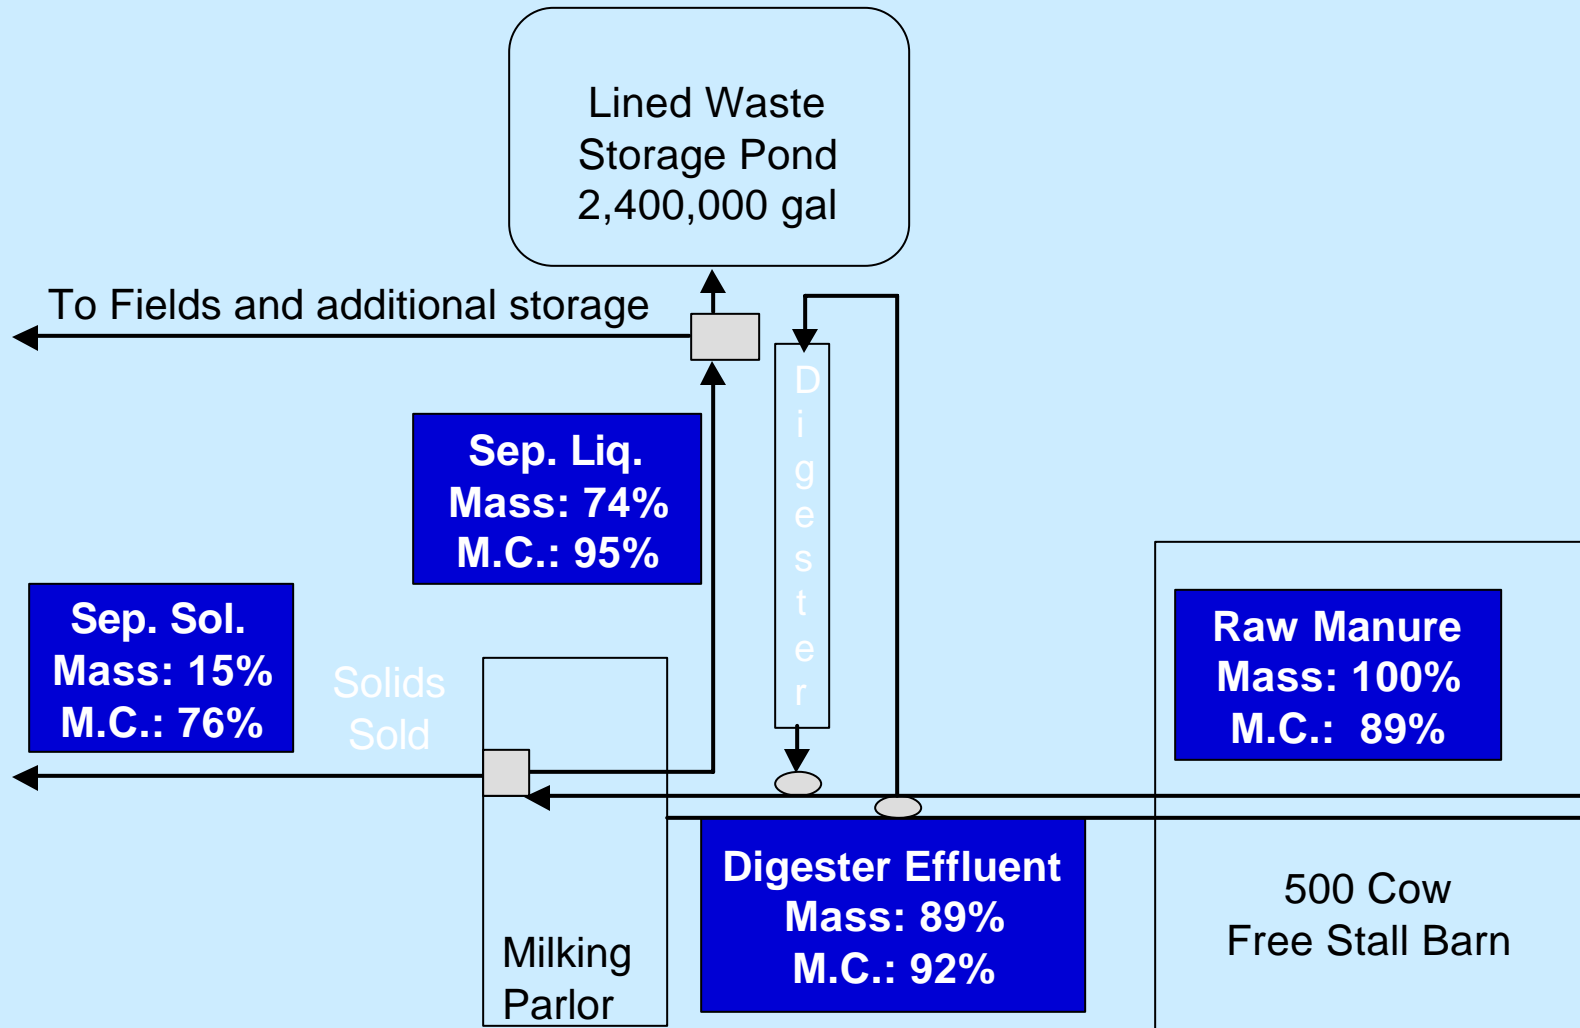 Lined Waste
Storage Pond
2,400,000 gal
To Fields and additional storage
Digester
Sep. Liq.
Mass: 74%
M.C.: 95%
Sep. Sol.
Mass: 15%
M.C.: 76%
Solids
Sold
Raw Manure
Mass: 100%
M.C.: 89%
Digester Effluent
Mass: 89%
M.C.: 92%
500 Cow
Free Stall Barn
Milking
Parlor